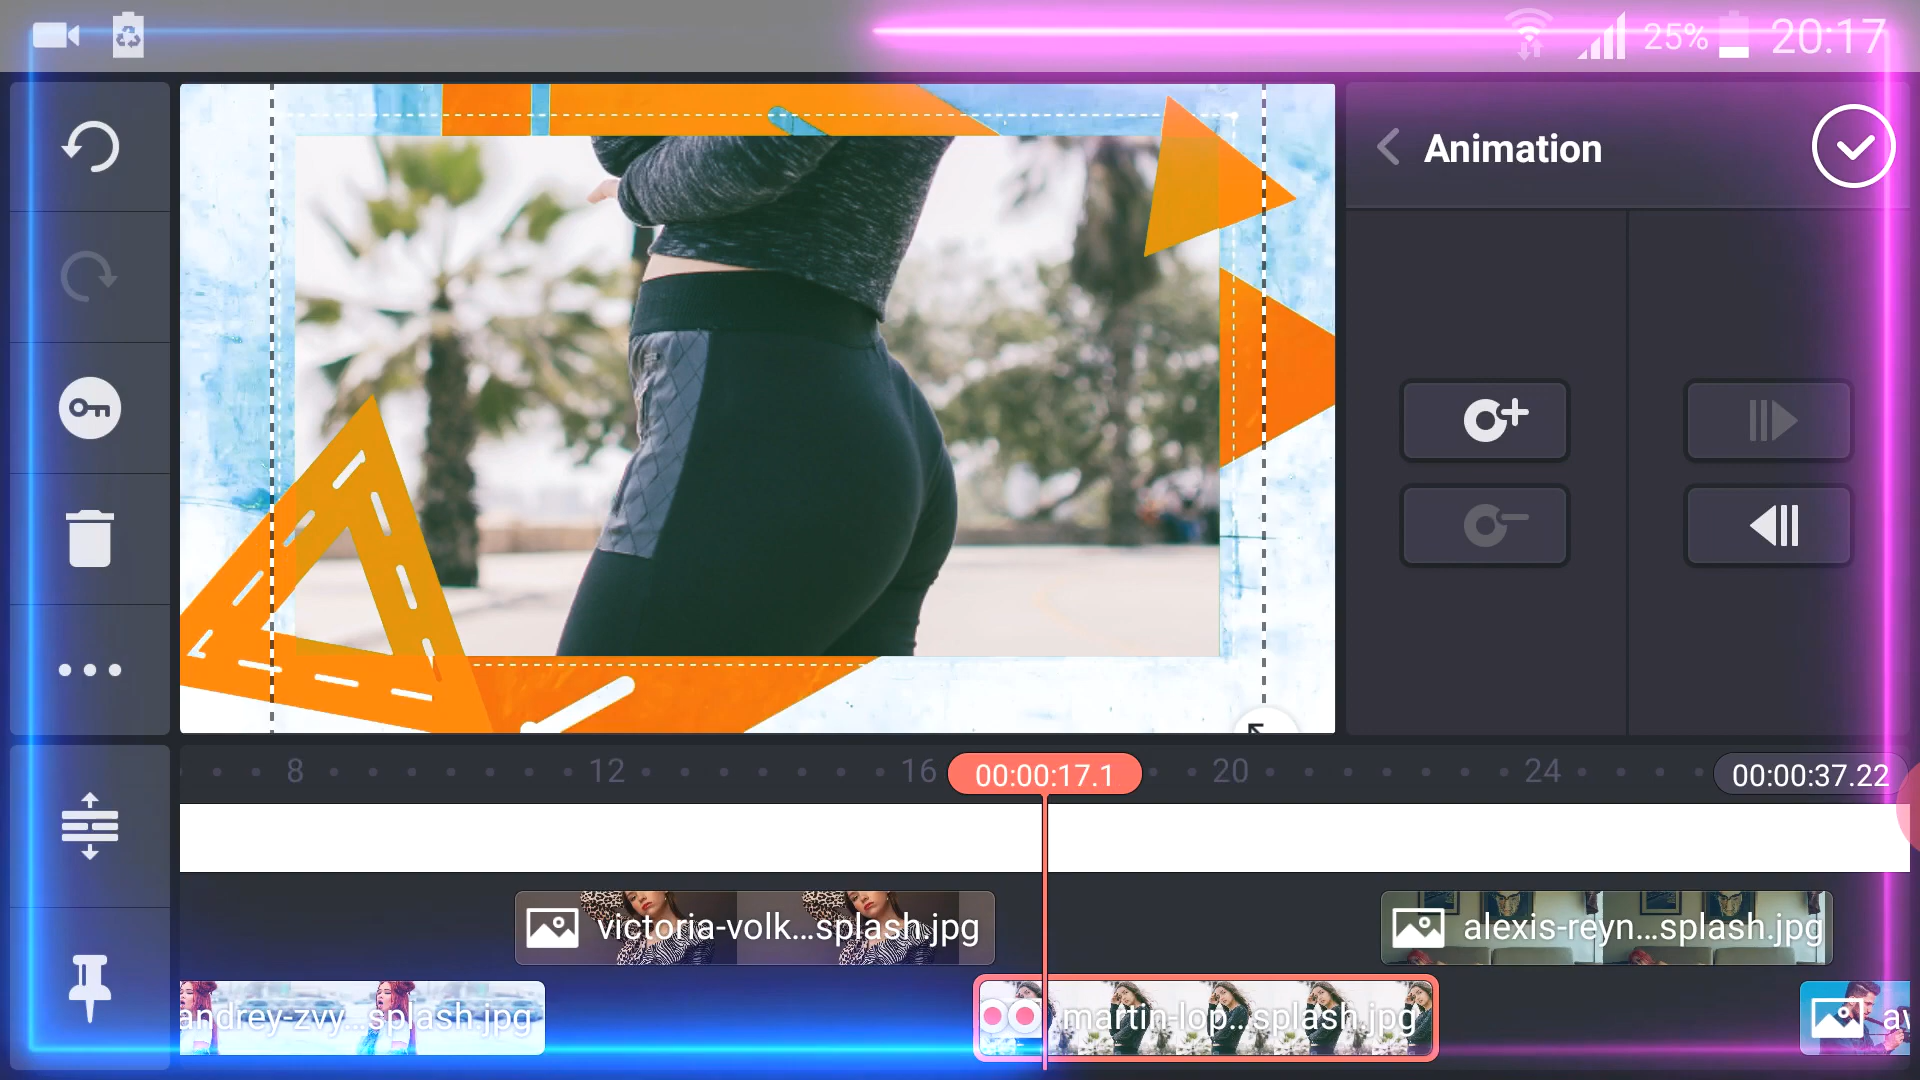 25% 20:17
Animation
8 12 16 00:00:17.1 20 24 00:00:37.22
victoria-volk...splash.jpg
alexis-reyn...splash.jpg
andrey-zvy...splash.jpg
martin-lop...splash.jpg